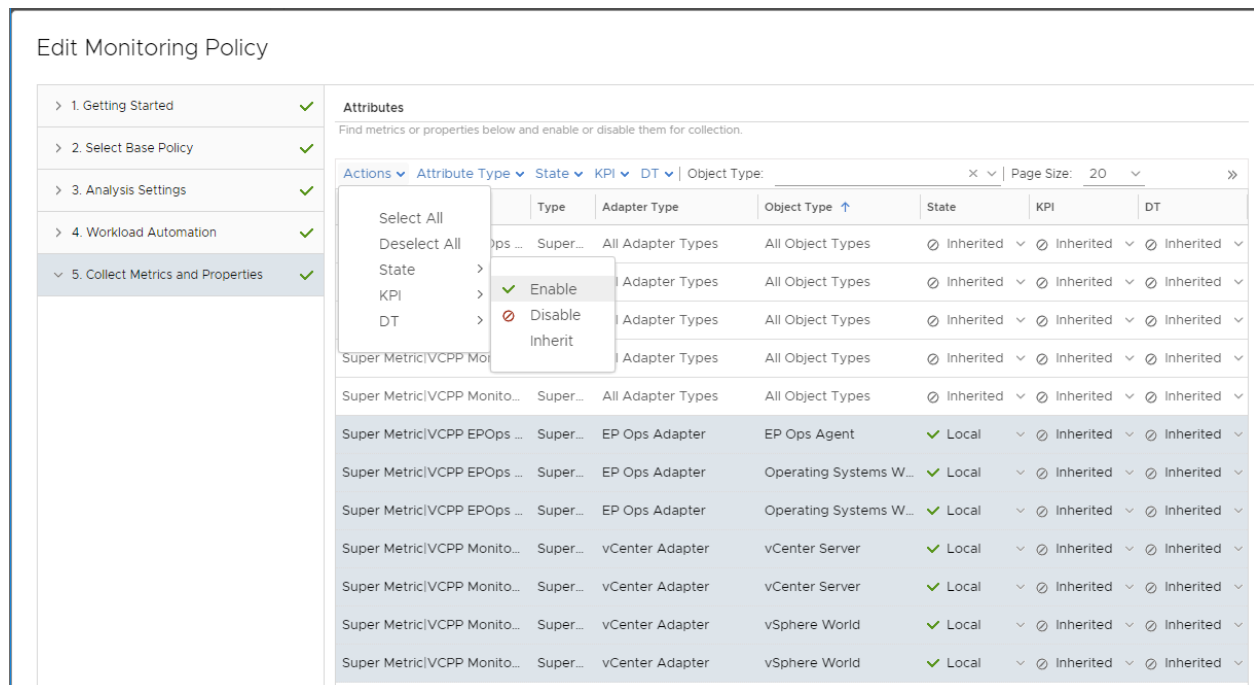 Edit Monitoring Policy
1. Getting Started
2. Select Base Policy
3. Analysis Settings
4. Workload Automation
5. Collect Metrics and Properties
Attributes
Find metrics or properties below and enable or disable them for collection.
Actions Attribute Type State KPI DT Object Type: Page Size: 20
Type Adapter Type Object Type State KPI DT
Select All
Deselect All
State
KPI
DT
Enable
Disable
Inherit
Ops ... Super... All Adapter Types All Object Types Inherited Inherited Inherited
Adapter Types All Object Types Inherited Inherited Inherited
Adapter Types All Object Types Inherited Inherited Inherited
Super Metric|VCPP Mon Adapter Types All Object Types Inherited Inherited Inherited
Super Metric|VCPP Monito... Super... All Adapter Types All Object Types Inherited Inherited Inherited
Super Metric|VCPP EPOps ... Super... EP Ops Adapter EP Ops Agent Local Inherited Inherited
Super Metric|VCPP EPOps ... Super... EP Ops Adapter Operating Systems W... Local Inherited Inherited
Super Metric|VCPP EPOps ... Super... EP Ops Adapter Operating Systems W... Local Inherited Inherited
Super Metric|VCPP Monito... Super... vCenter Adapter vCenter Server Local Inherited Inherited
Super Metric|VCPP Monito... Super... vCenter Adapter vCenter Server Local Inherited Inherited
Super Metric|VCPP Monito... Super... vCenter Adapter vSphere World Local Inherited Inherited
Super Metric|VCPP Monito... Super... vCenter Adapter vSphere World Local Inherited Inherited